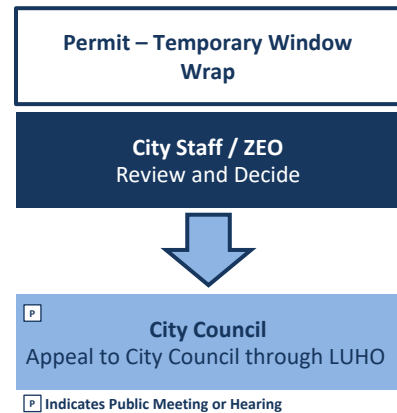 Permit – Temporary Window
Wrap
City Staff / ZEO
Review and Decide
P
City Council
Appeal to City Council through LUHO
P Indicates Public Meeting or Hearing